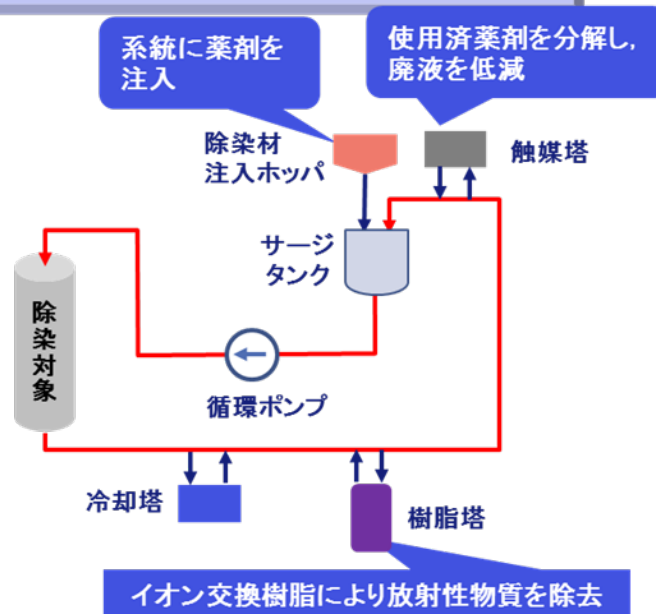 系統に薬剤を
注入
使用済薬剤を分解し,
廃液を低減
除染材
注入ホッパ
触媒塔
サージ
タンク
除染対象
循環ポンプ
冷却塔
樹脂塔
イオン交換樹脂により放射性物質を除去